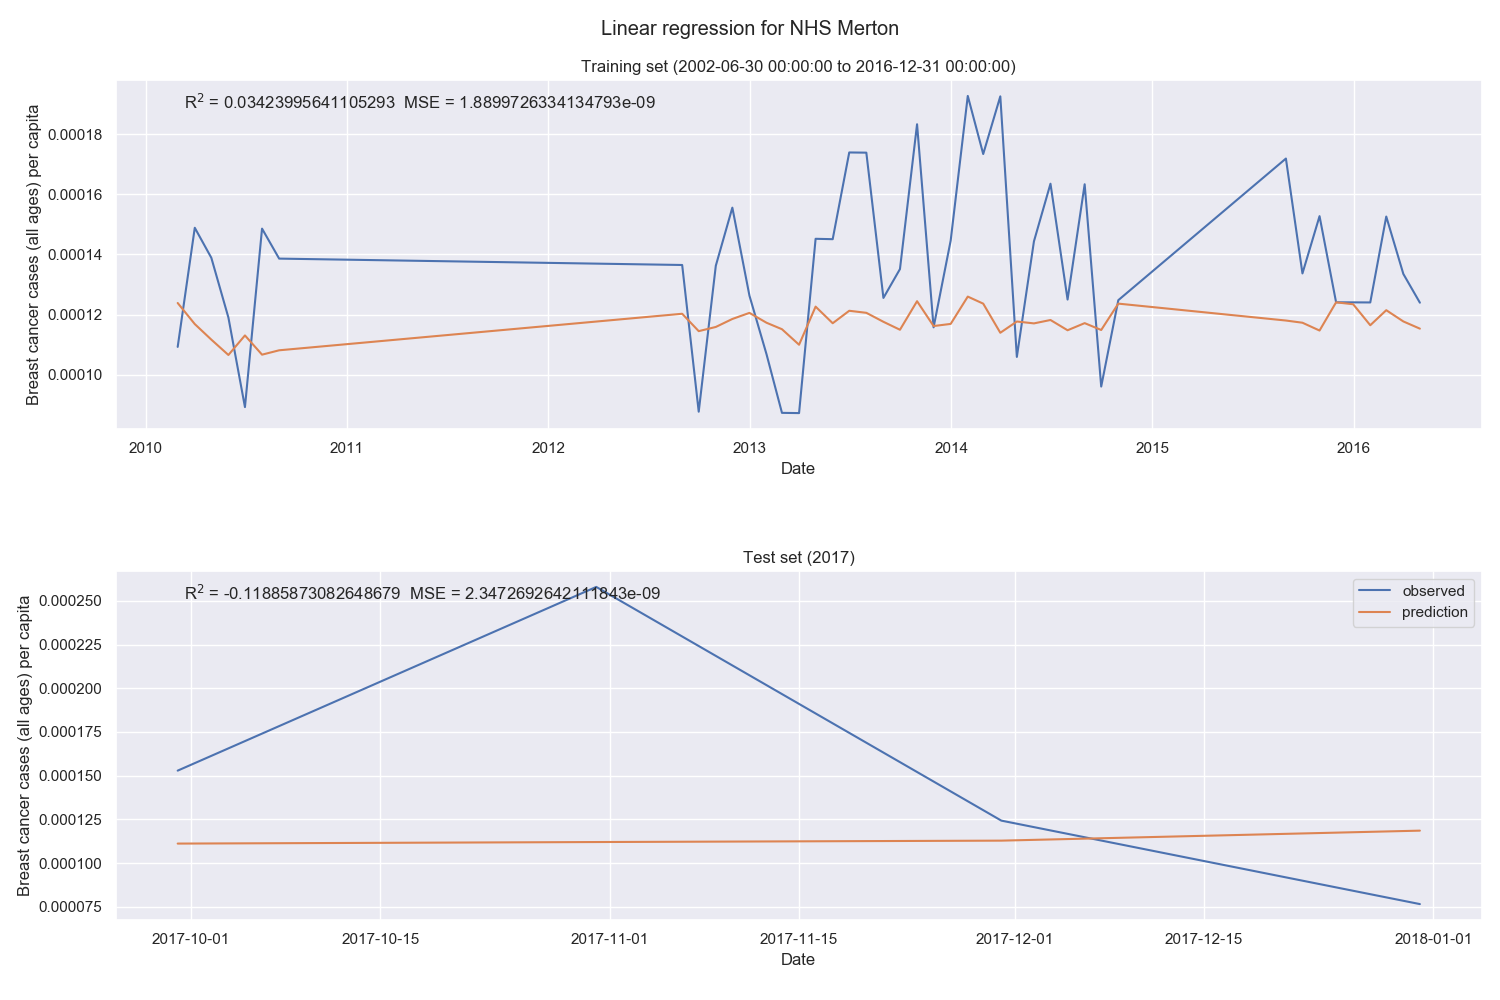 Linear regression for NHS Merton
Training set (2002-06-30 00:00:00 to 2016-12-31 00:00:00)
R² = 0.03423995641105293 MSE = 1.8899726334134793e-09
Breast cancer cases (all ages) per capita
0.00018
0.00016
0.00014
0.00012
0.00010
2010 2011 2012 2013 2014 2015 2016
Date
Test set (2017)
R² = -0.11885873082648679 MSE = 2.3472692642111843e-09
observed
prediction
Breast cancer cases (all ages) per capita
0.000250
0.000225
0.000200
0.000175
0.000150
0.000125
0.000100
0.000075
2017-10-01 2017-10-15 2017-11-01 2017-11-15 2017-12-01 2017-12-15 2018-01-01
Date